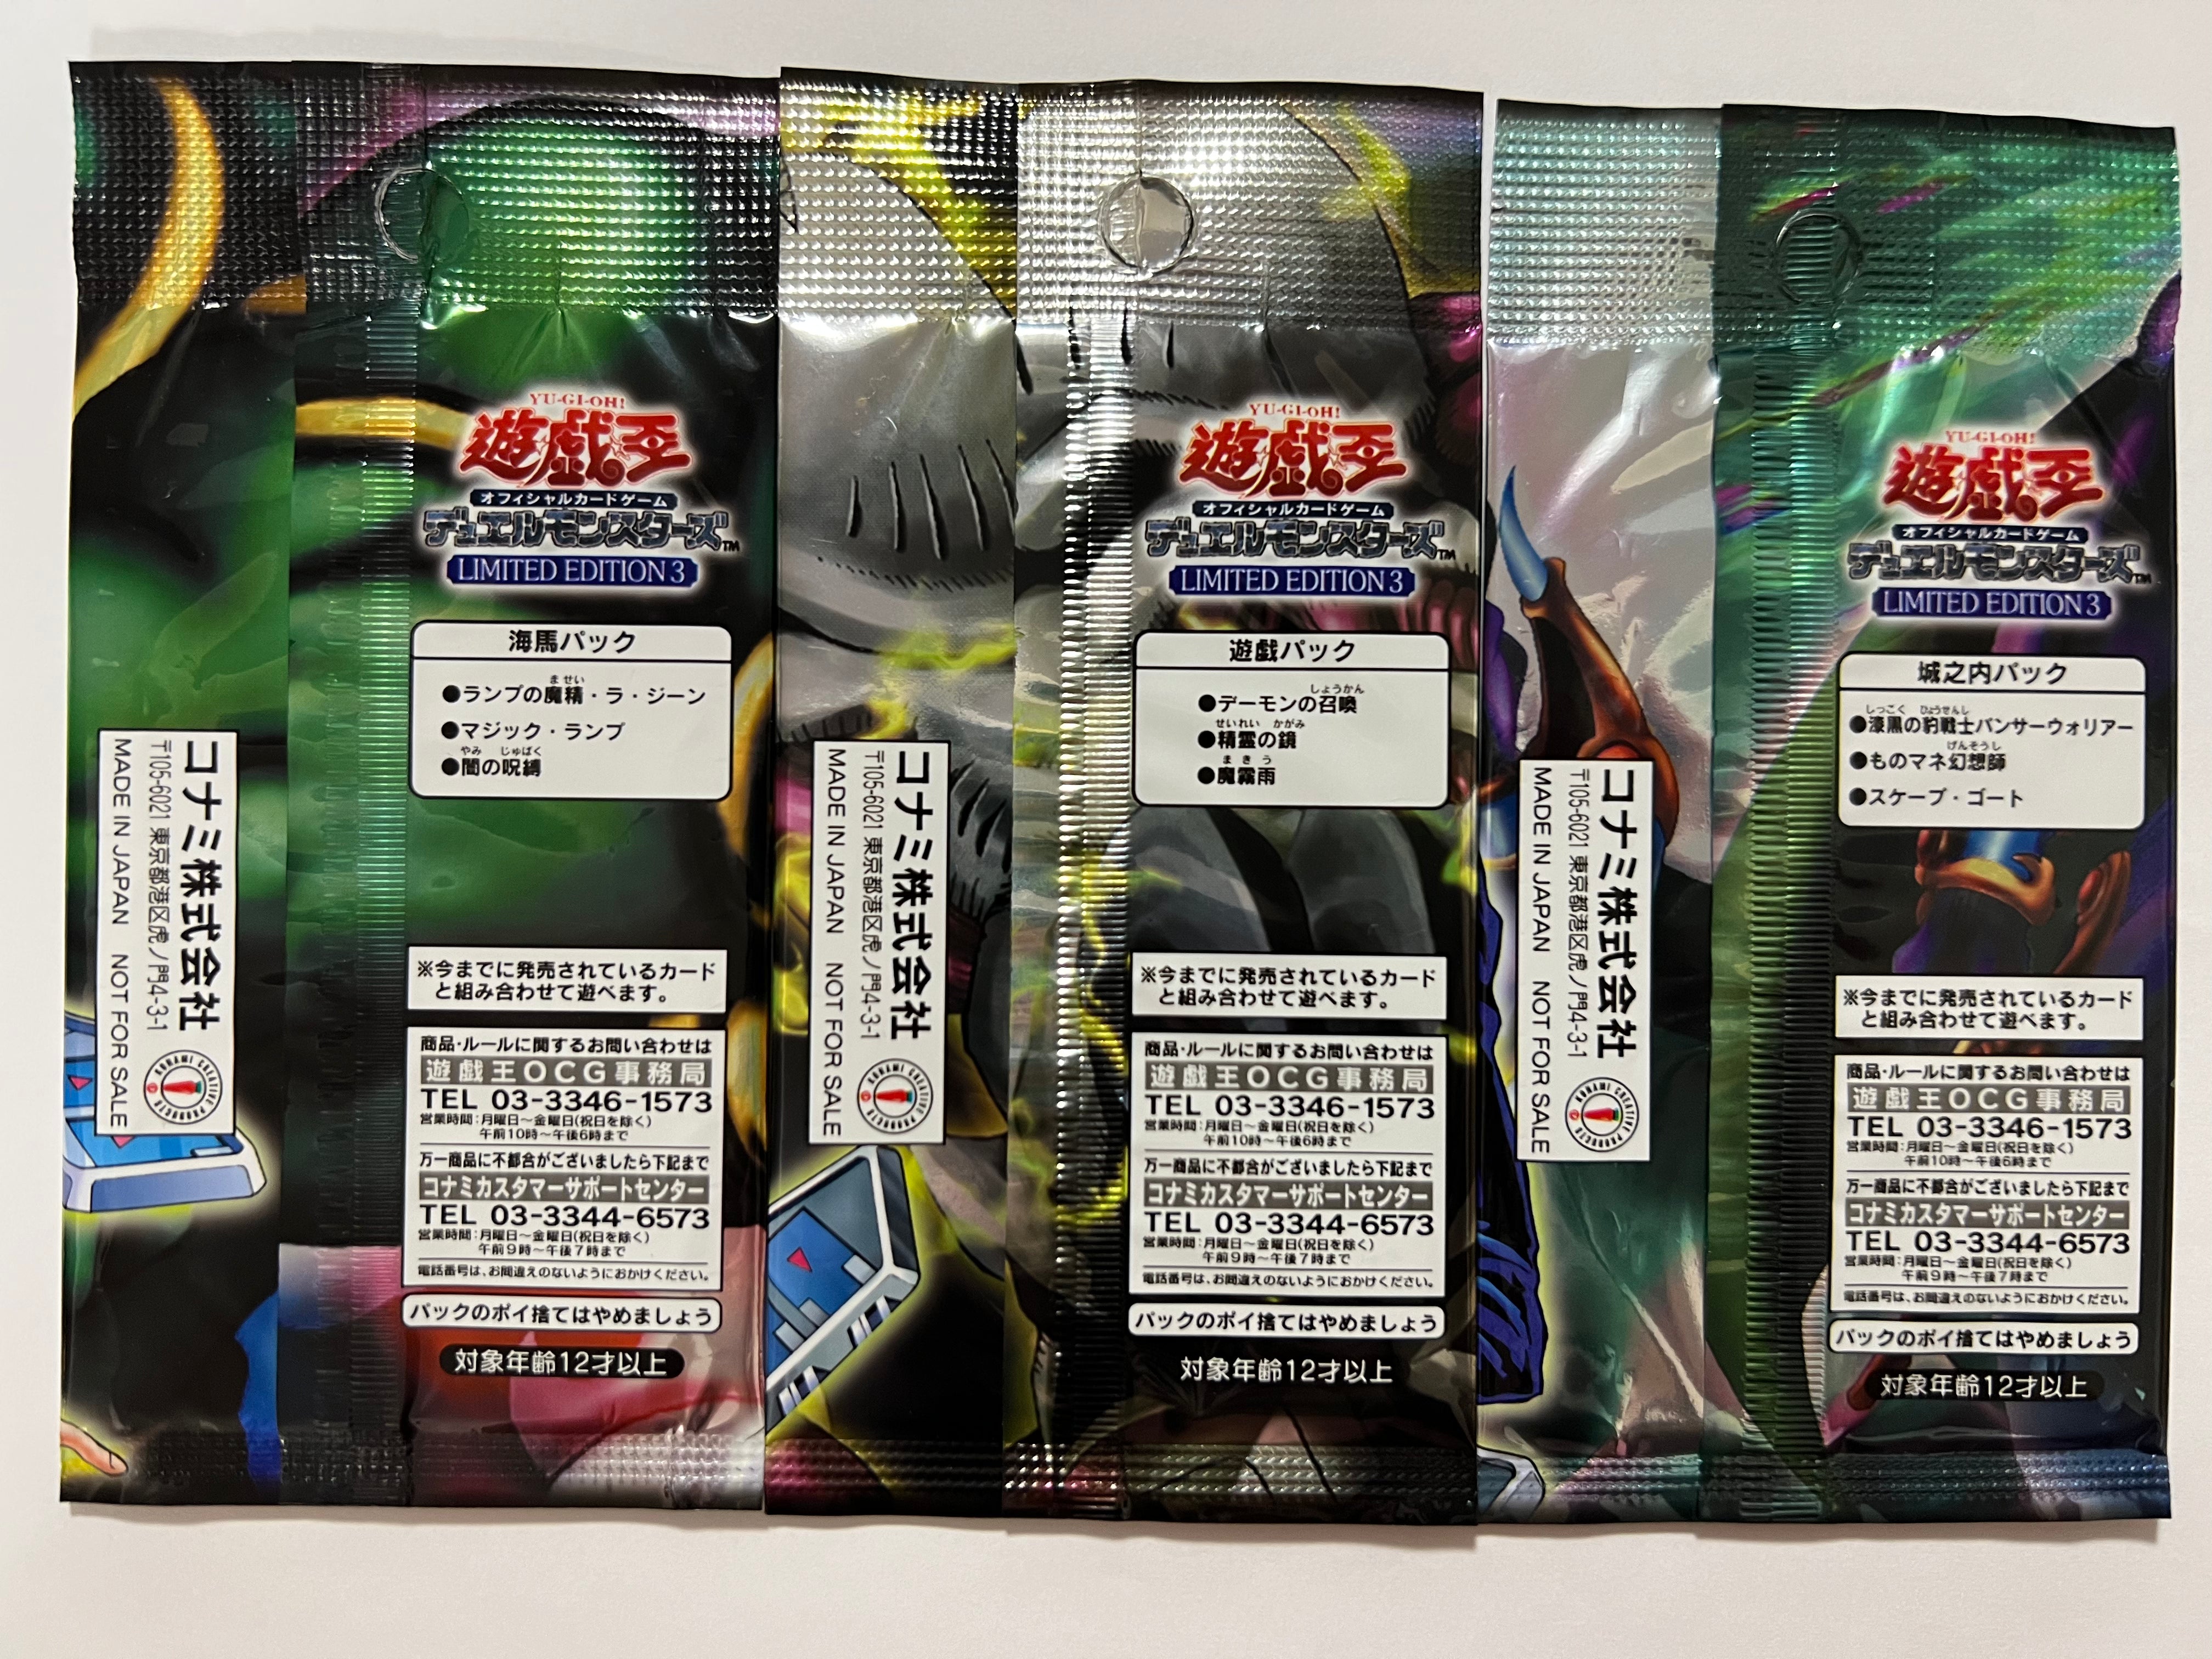 YU-GI-OH!
遊戯王
オフィシャルカードゲーム
デュエルモンスターズ™
LIMITED EDITION 3
海馬パック
ませい
●ランプの魔精・ラ・ジーン
●マジック・ランプ
やみ じゅばく
●闇の呪縛
コナミ株式会社
〒105-6021 東京都港区虎ノ門4-3-1
MADE IN JAPAN NOT FOR SALE
KONAMI CREATIVE PRODUCTS
※今までに発売されているカード
と組み合わせて遊べます。
商品・ルールに関するお問い合わせは
遊戯王OCG事務局
TEL 03-3346-1573
営業時間:月曜日～金曜日(祝日を除く)
午前10時～午後6時まで
万一商品に不都合がございましたら下記まで
コナミカスタマーサポートセンター
TEL 03-3344-6573
営業時間:月曜日～金曜日(祝日を除く)
午前9時～午後7時まで
電話番号は、お間違えのないようにおかけください。
パックのポイ捨てはやめましょう
対象年齢12才以上
YU-GI-OH!
遊戯王
オフィシャルカードゲーム
デュエルモンスターズ™
LIMITED EDITION 3
遊戯パック
しょうかん
●デーモンの召喚
せいれい かがみ
●精霊の鏡
まきう
●魔霧雨
コナミ株式会社
〒105-6021 東京都港区虎ノ門4-3-1
MADE IN JAPAN NOT FOR SALE
KONAMI CREATIVE PRODUCTS
※今までに発売されているカード
と組み合わせて遊べます。
商品・ルールに関するお問い合わせは
遊戯王OCG事務局
TEL 03-3346-1573
営業時間:月曜日～金曜日(祝日を除く)
午前10時～午後6時まで
万一商品に不都合がございましたら下記まで
コナミカスタマーサポートセンター
TEL 03-3344-6573
営業時間:月曜日～金曜日(祝日を除く)
午前9時～午後7時まで
電話番号は、お間違えのないようにおかけください。
パックのポイ捨てはやめましょう
対象年齢12才以上
YU-GI-OH!
遊戯王
オフィシャルカードゲーム
デュエルモンスターズ™
LIMITED EDITION 3
城之内パック
しっこく ひょうせんし
●漆黒の豹戦士パンサーウォリアー
げんそうし
●ものマネ幻想師
●スケープ・ゴート
コナミ株式会社
〒105-6021 東京都港区虎ノ門4-3-1
MADE IN JAPAN NOT FOR SALE
KONAMI CREATIVE PRODUCTS
※今までに発売されているカード
と組み合わせて遊べます。
商品・ルールに関するお問い合わせは
遊戯王OCG事務局
TEL 03-3346-1573
営業時間:月曜日～金曜日(祝日を除く)
午前10時～午後6時まで
万一商品に不都合がございましたら下記まで
コナミカスタマーサポートセンター
TEL 03-3344-6573
営業時間:月曜日～金曜日(祝日を除く)
午前9時～午後7時まで
電話番号は、お間違えのないようにおかけください。
パックのポイ捨てはやめましょう
対象年齢12才以上